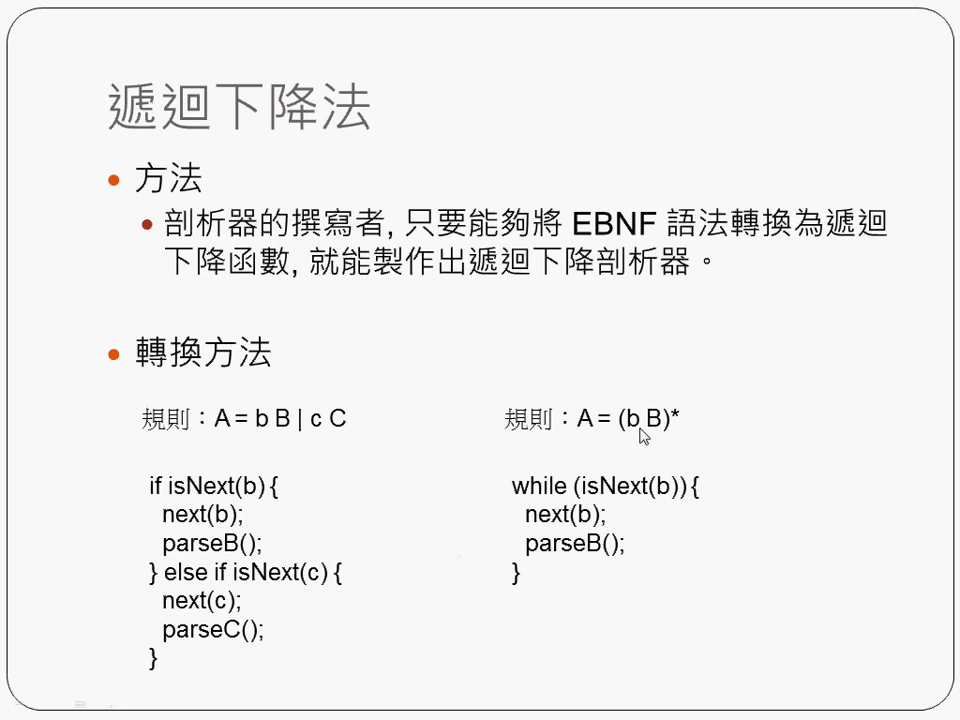 遞迴下降法
方法
剖析器的撰寫者, 只要能夠將 EBNF 語法轉換為遞迴
下降函數, 就能製作出遞迴下降剖析器。
轉換方法
規則：A = b B | c C
if isNext(b) {
next(b);
parseB();
} else if isNext(c) {
next(c);
parseC();
}
規則：A = (b B)*
while (isNext(b)) {
next(b);
parseB();
}